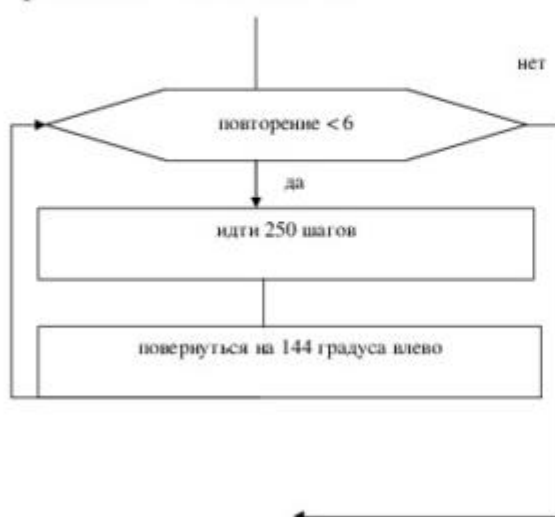 нет
повторение < 6
да
идти 250 шагов
повернуться на 144 градуса влево